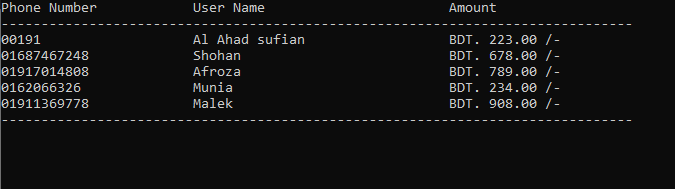 Phone Number User Name Amount
-------------------------------------------------------------------------------
00191 Al Ahad sufian BDT. 223.00 /-
01687467248 Shohan BDT. 678.00 /-
01917014808 Afroza BDT. 789.00 /-
0162066326 Munia BDT. 234.00 /-
01911369778 Malek BDT. 908.00 /-
-------------------------------------------------------------------------------